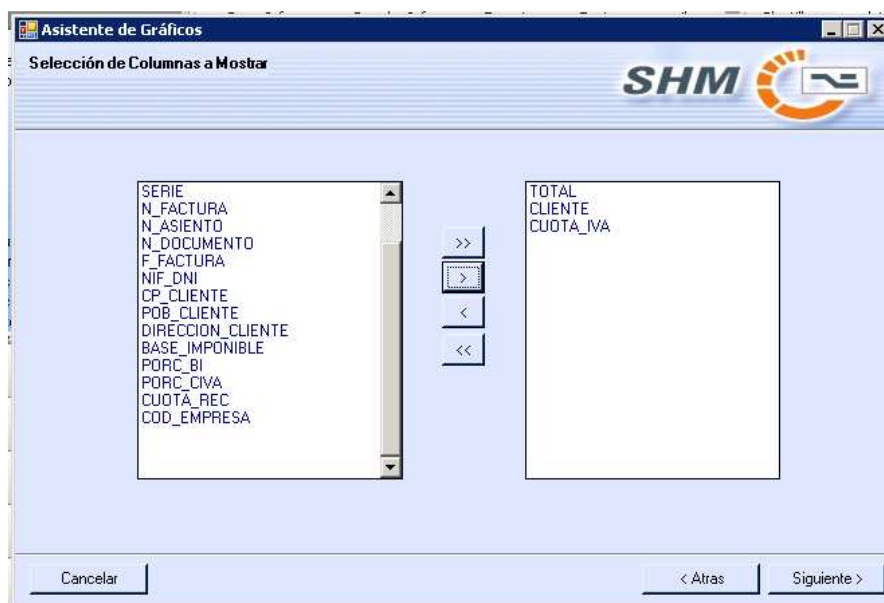 Asistente de Gráficos
Selección de Columnas a Mostrar
SHM
SERIE
N_FACTURA
N_ASIENTO
N_DOCUMENTO
F_FACTURA
NIF_DNI
CP_CLIENTE
POB_CLIENTE
DIRECCION_CLIENTE
BASE_IMPONIBLE
PORC_BI
PORC_CIVA
CUOTA_REC
COD_EMPRESA
>>
>
<
<<
TOTAL
CLIENTE
CUOTA_IVA
Cancelar
< Atras
Siguiente >